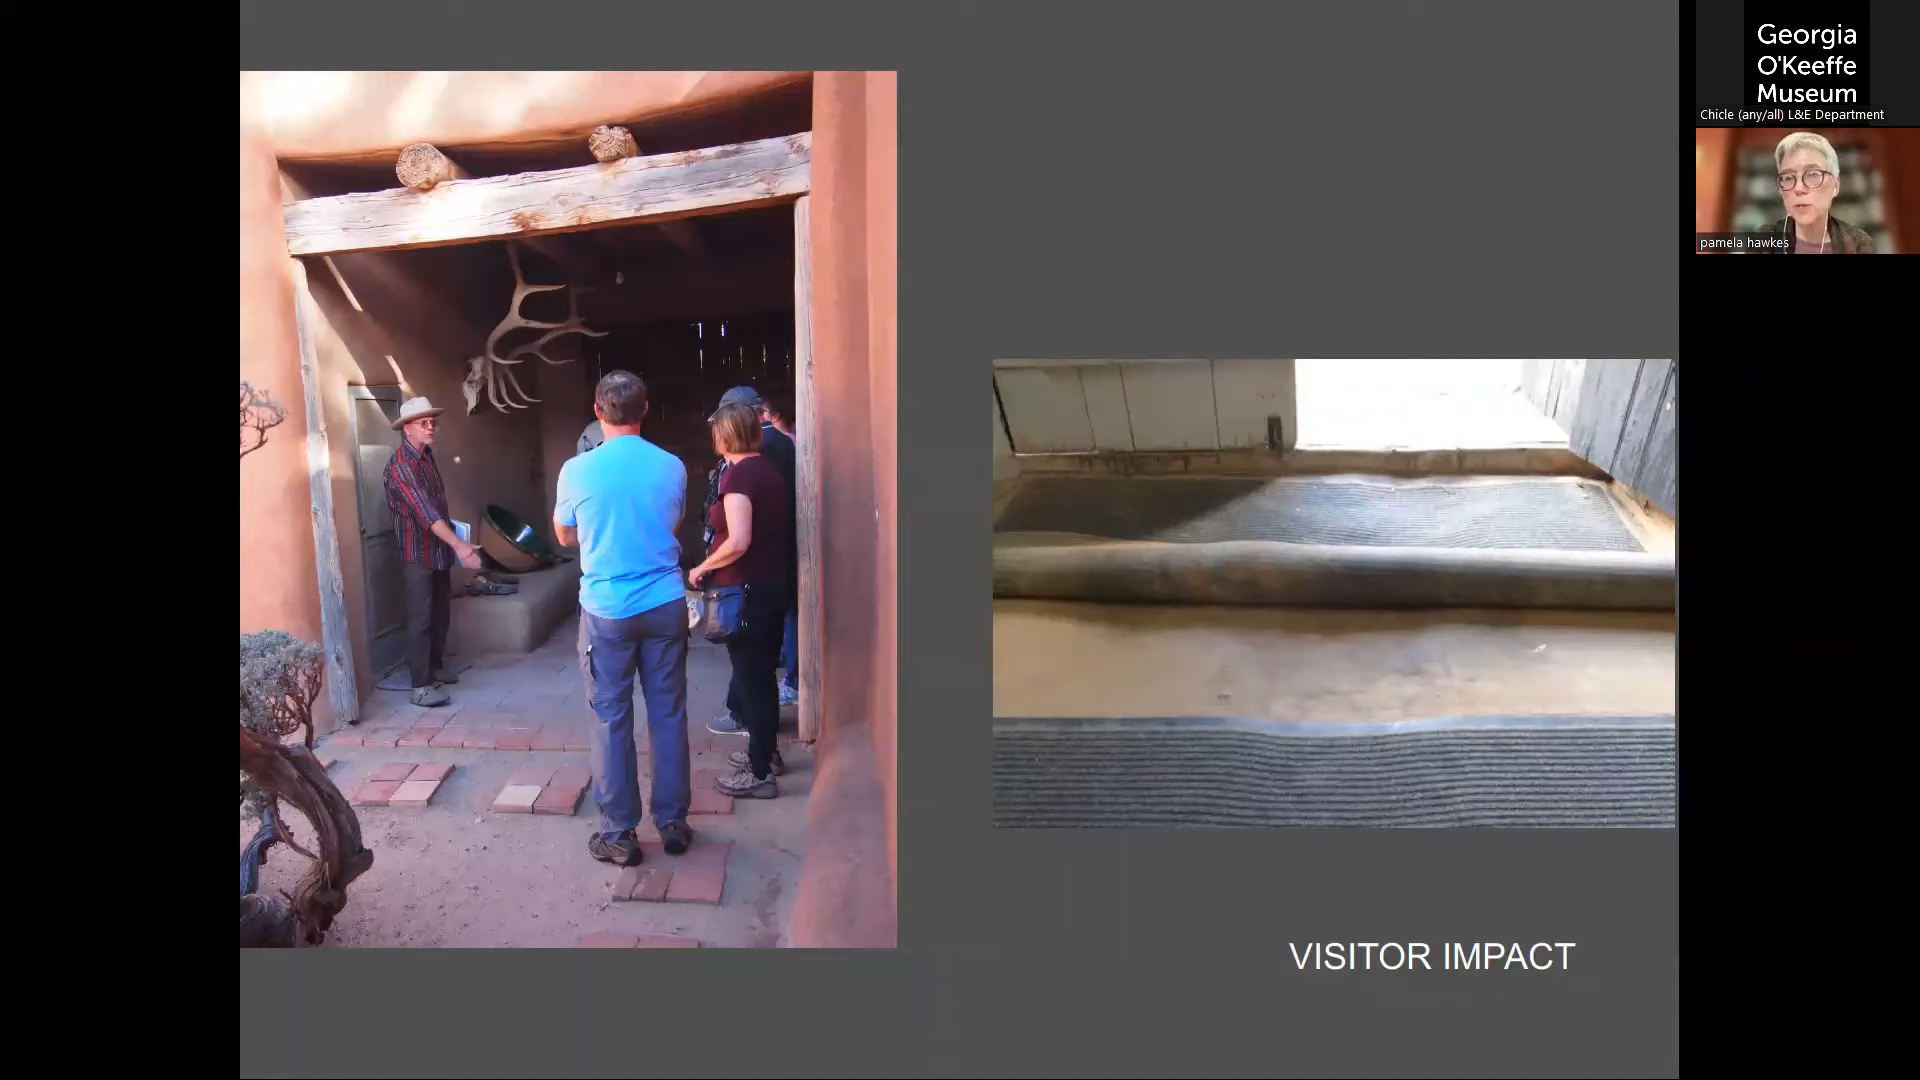 Georgia
O'Keeffe
Museum
Chicle (any/all) L&E Department
pamela hawkes
VISITOR IMPACT